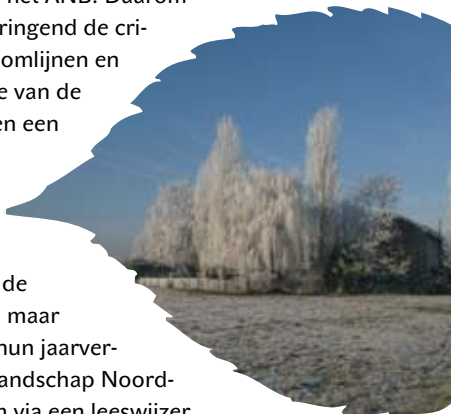 het ANB. Daarom
ringend de cri-
omlijnen en
e van de
en een
de
maar
hun jaarver-
andschap Noord-
n via een leeswijzer